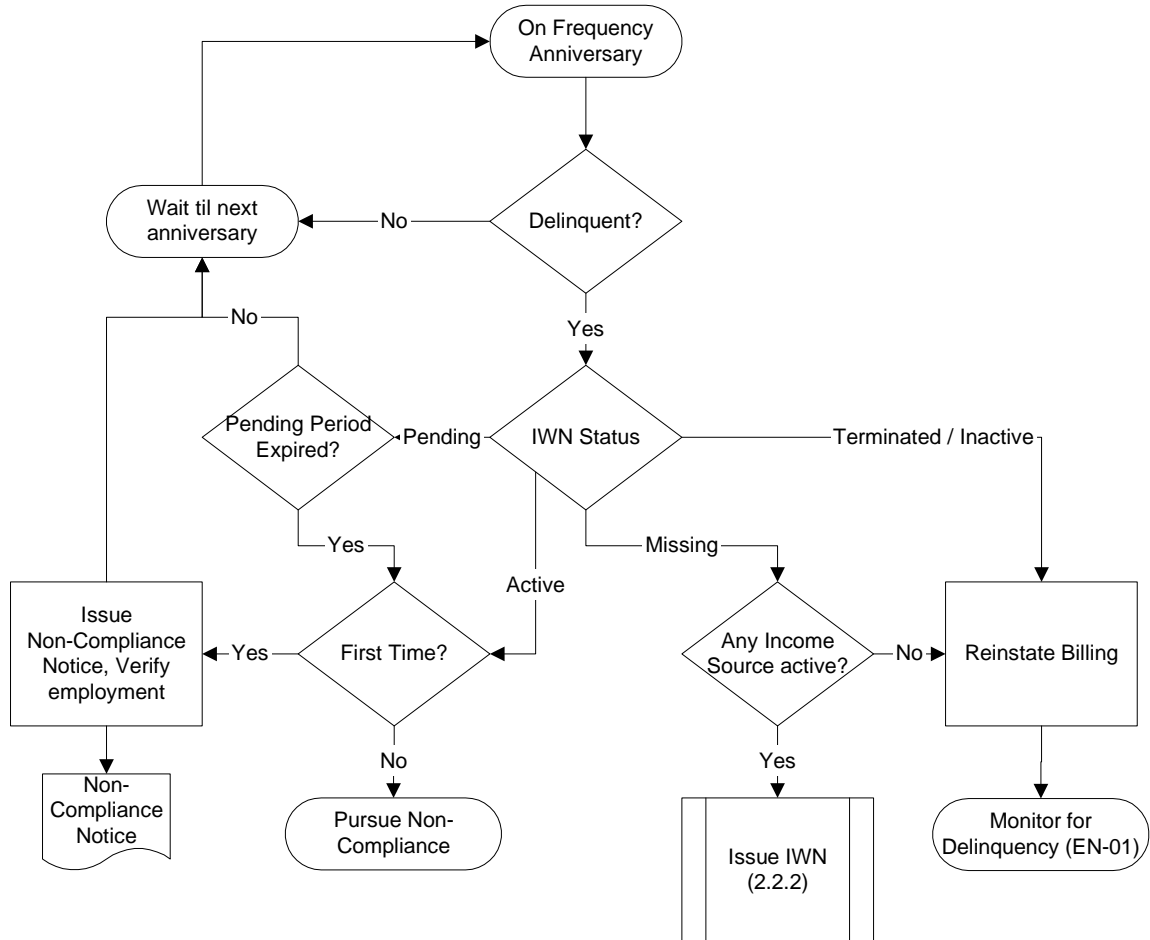 On Frequency
Anniversary
Wait til next
anniversary
No
Delinquent?
Yes
No
Pending Period
Expired?
Pending
IWN Status
Terminated / Inactive
Yes
Missing
Active
Issue
Non-Compliance
Notice, Verify
employment
Yes
First Time?
Any Income
Source active?
No
Reinstate Billing
No
Yes
Non-
Compliance
Notice
Pursue Non-
Compliance
Issue IWN
(2.2.2)
Monitor for
Delinquency (EN-01)